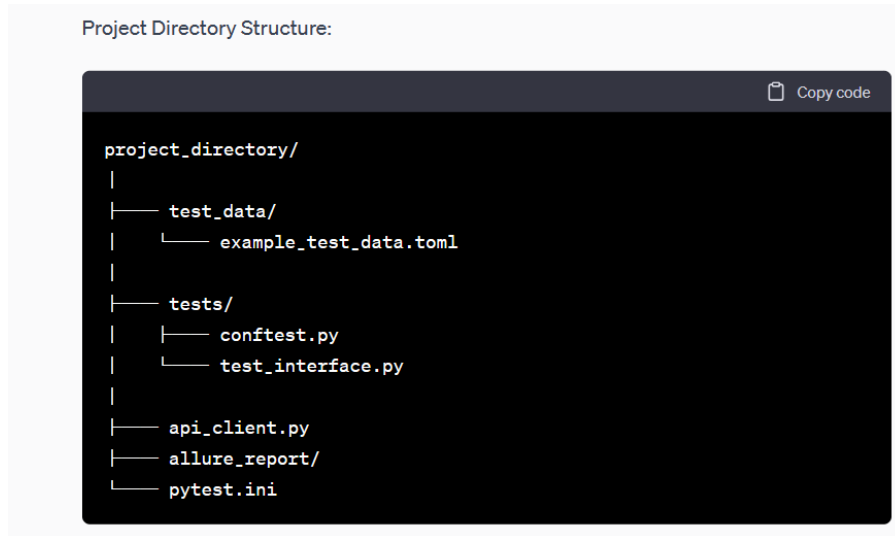 Project Directory Structure:
Copy code
project_directory/
│
├── test_data/
│   └── example_test_data.toml
│
├── tests/
│   ├── conftest.py
│   └── test_interface.py
│
├── api_client.py
├── allure_report/
└── pytest.ini